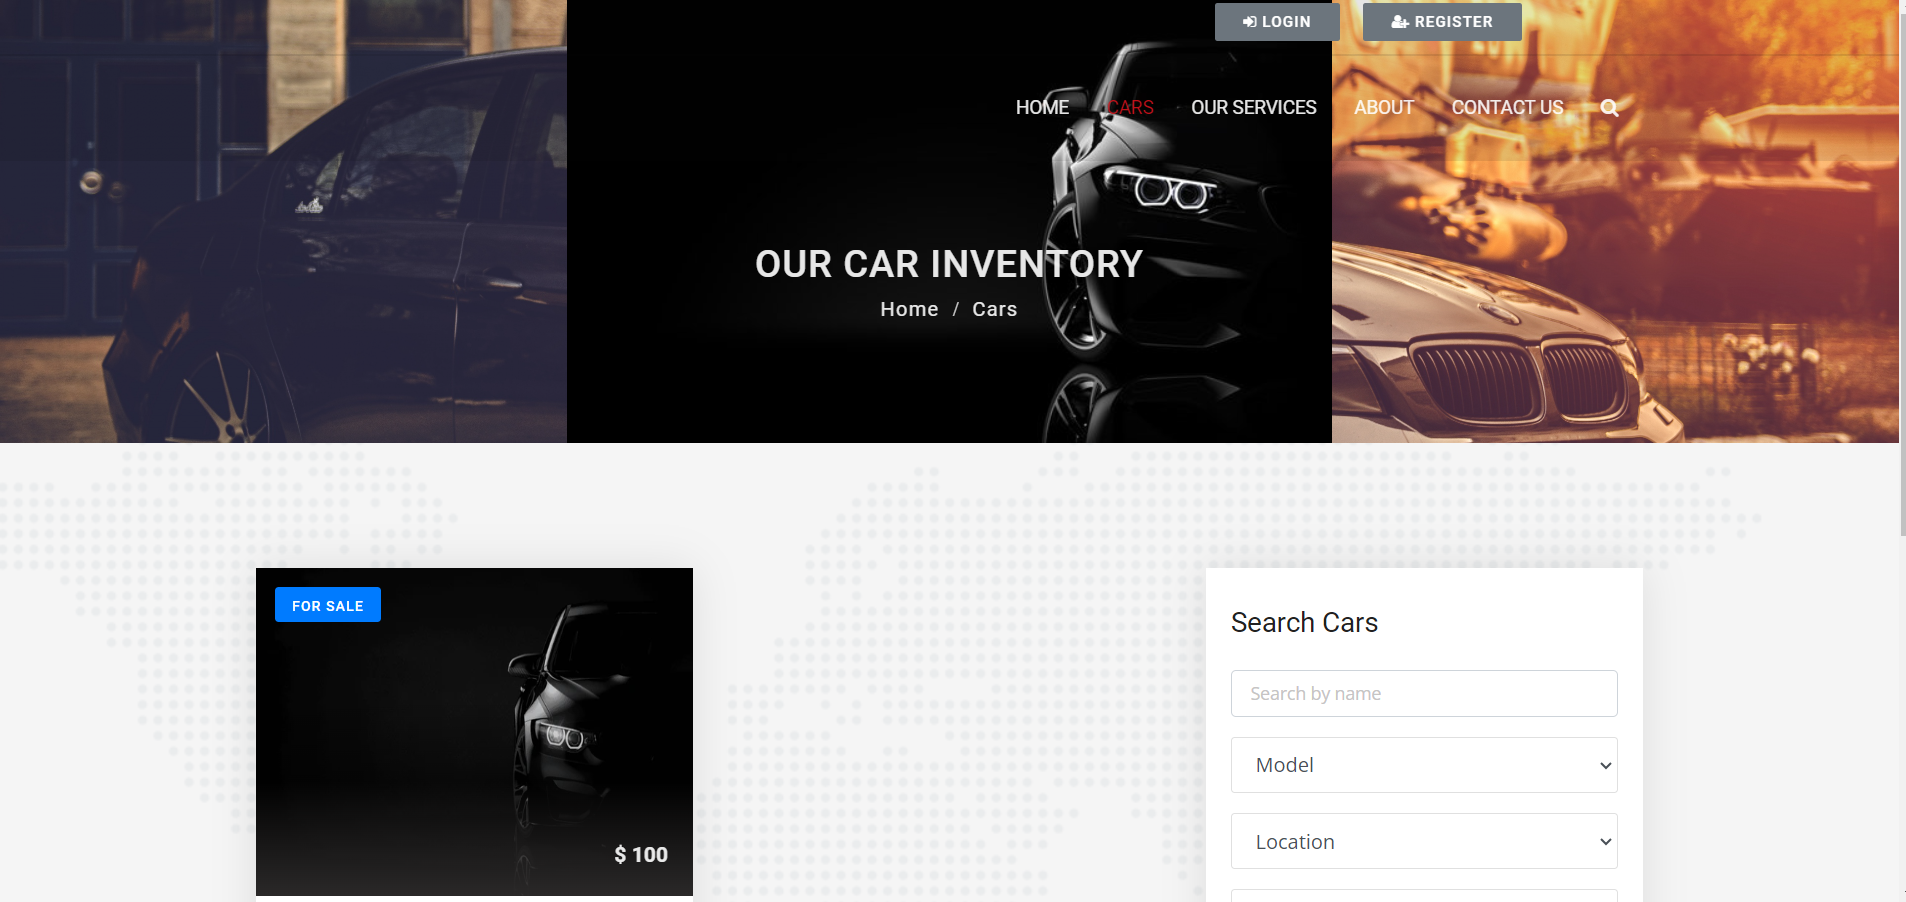 LOGIN
REGISTER
HOME
CARS
OUR SERVICES
ABOUT
CONTACT US
OUR CAR INVENTORY
Home / Cars
FOR SALE
$ 100
Search Cars
Search by name
Model
Location